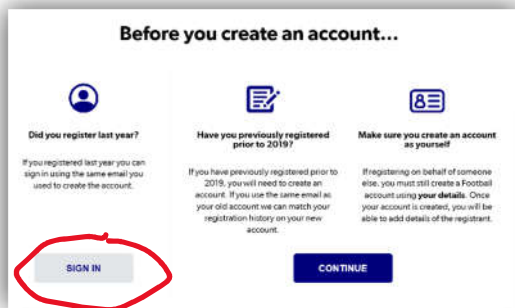 Before you create an account...
Did you register last year?
If you registered last year you can
sign in using the same email you
used to create the account.
SIGN IN
Have you previously registered
prior to 2019?
If you have previously registered prior to
2019, you will need to create an
account. If you use the same email as
your old account we can match your
registration history on your new
account.
Make sure you create an account
as yourself
If registering on behalf of someone
else, you must still create a Football
account using your details. Once
your account is created, you will be
able to add details of the registrant.
CONTINUE